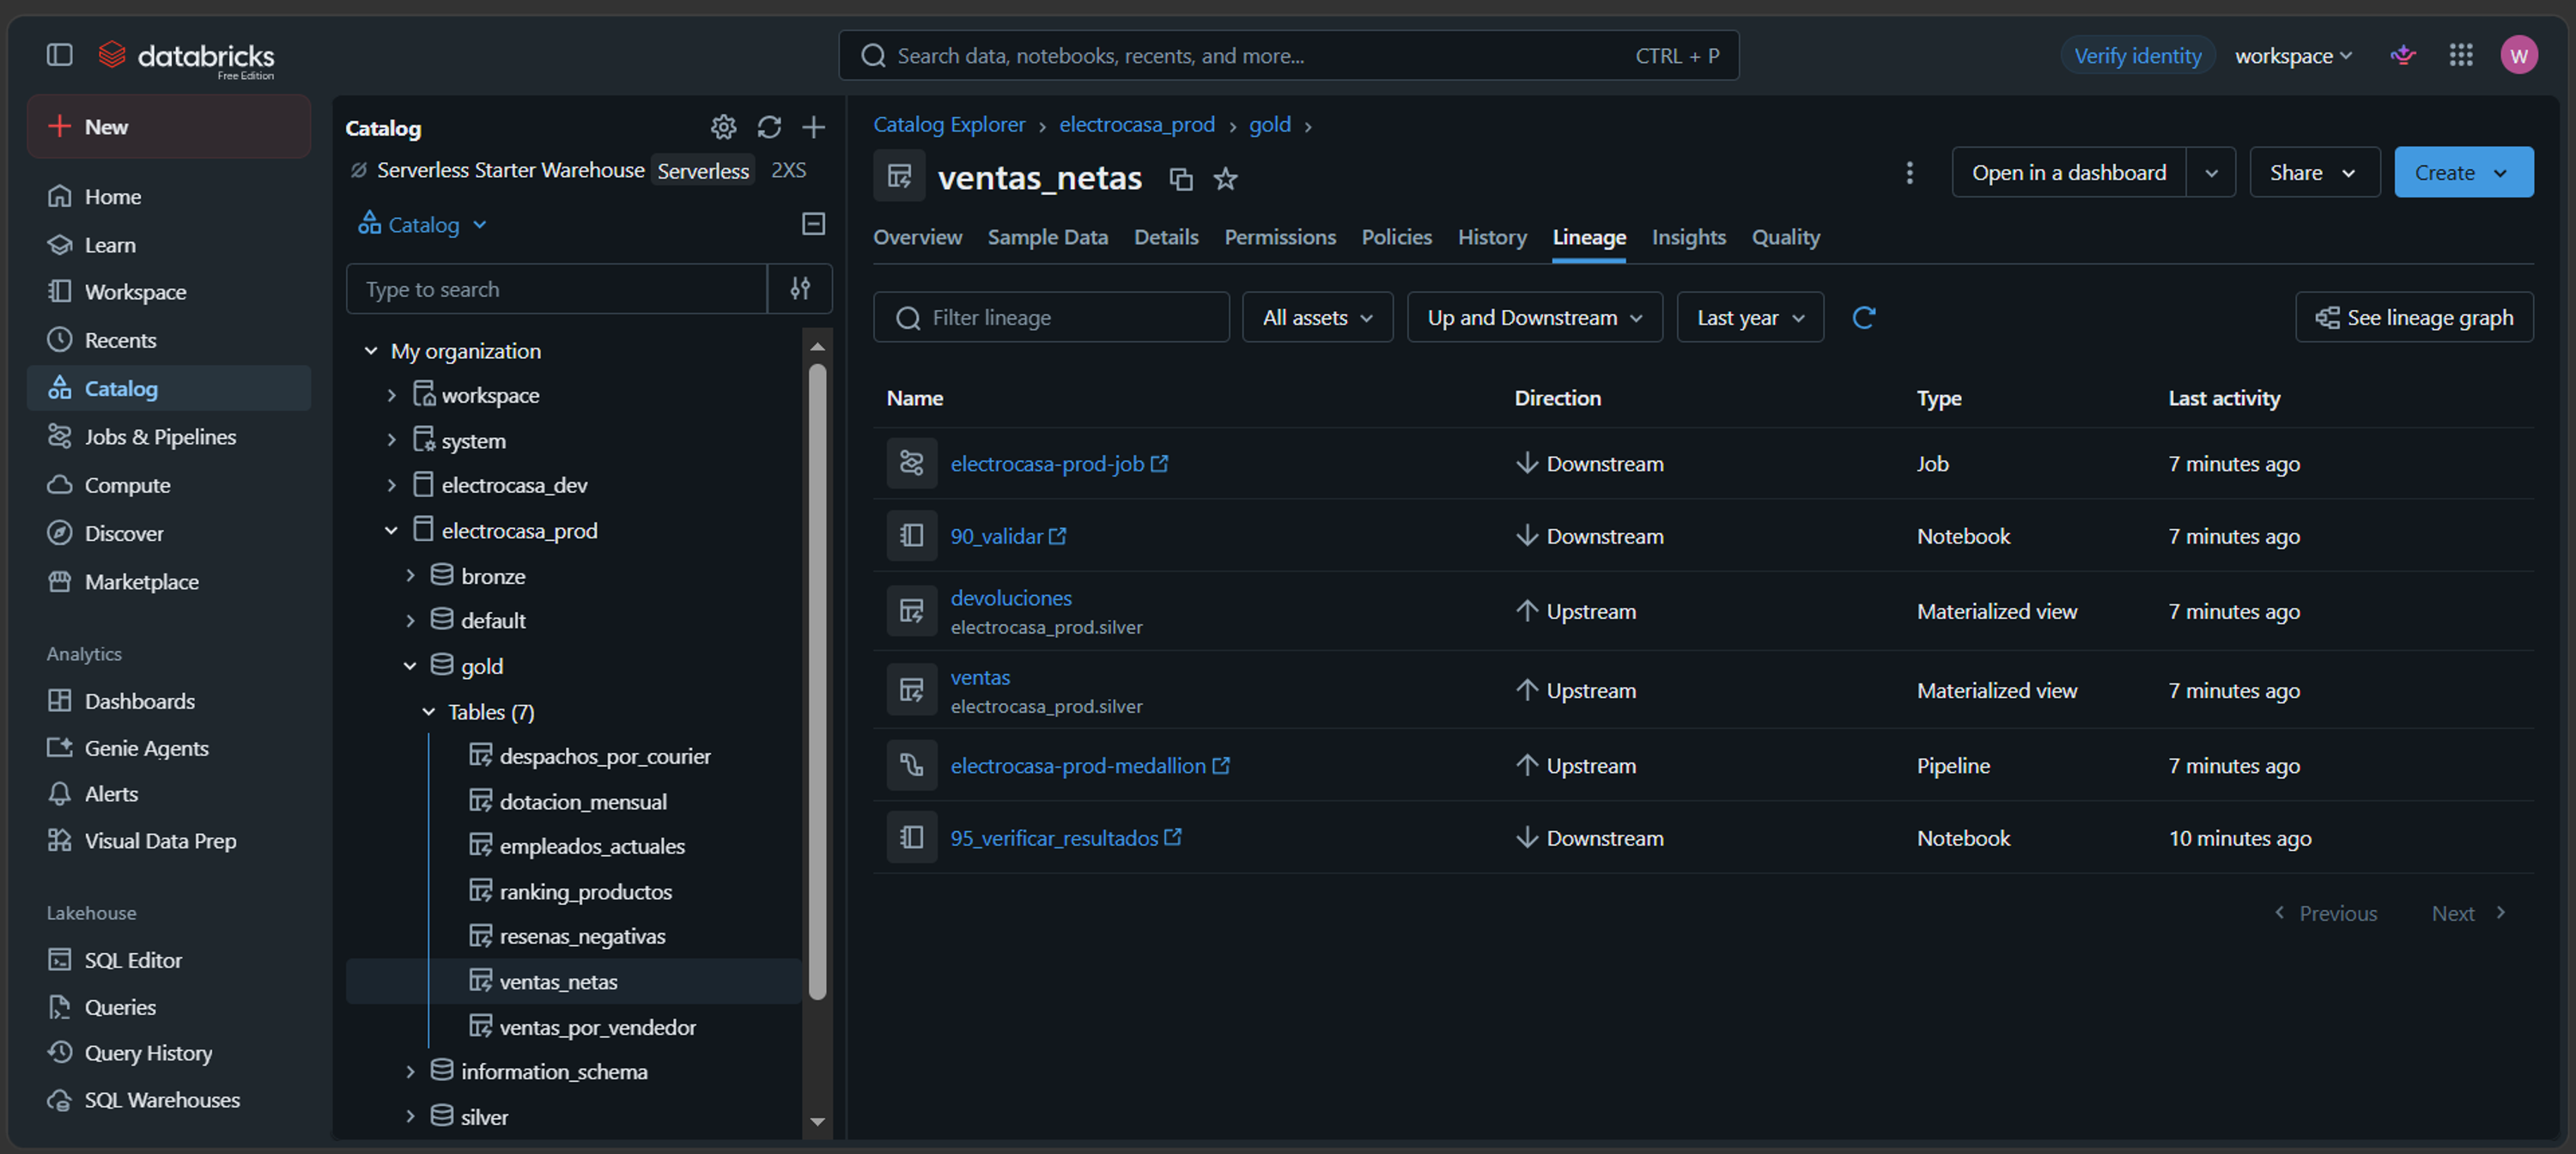 databricks
Free Edition
Search data, notebooks, recents, and more... CTRL + P
Verify identity
workspace
W
New
Home
Learn
Workspace
Recents
Catalog
Jobs & Pipelines
Compute
Discover
Marketplace
Analytics
Dashboards
Genie Agents
Alerts
Visual Data Prep
Lakehouse
SQL Editor
Queries
Query History
SQL Warehouses
Catalog
Serverless Starter Warehouse Serverless 2XS
Catalog
Type to search
My organization
workspace
system
electrocasa_dev
electrocasa_prod
bronze
default
gold
Tables (7)
despachos_por_courier
dotacion_mensual
empleados_actuales
ranking_productos
resenas_negativas
ventas_netas
ventas_por_vendedor
information_schema
silver
Catalog Explorer › electrocasa_prod › gold ›
ventas_netas
Open in a dashboard
Share
Create
Overview Sample Data Details Permissions Policies History Lineage Insights Quality
Filter lineage
All assets
Up and Downstream
Last year
See lineage graph
Name Direction Type Last activity
electrocasa-prod-job Downstream Job 7 minutes ago
90_validar Downstream Notebook 7 minutes ago
devoluciones
electrocasa_prod.silver
Upstream Materialized view 7 minutes ago
ventas
electrocasa_prod.silver
Upstream Materialized view 7 minutes ago
electrocasa-prod-medallion Upstream Pipeline 7 minutes ago
95_verificar_resultados Downstream Notebook 10 minutes ago
Previous Next